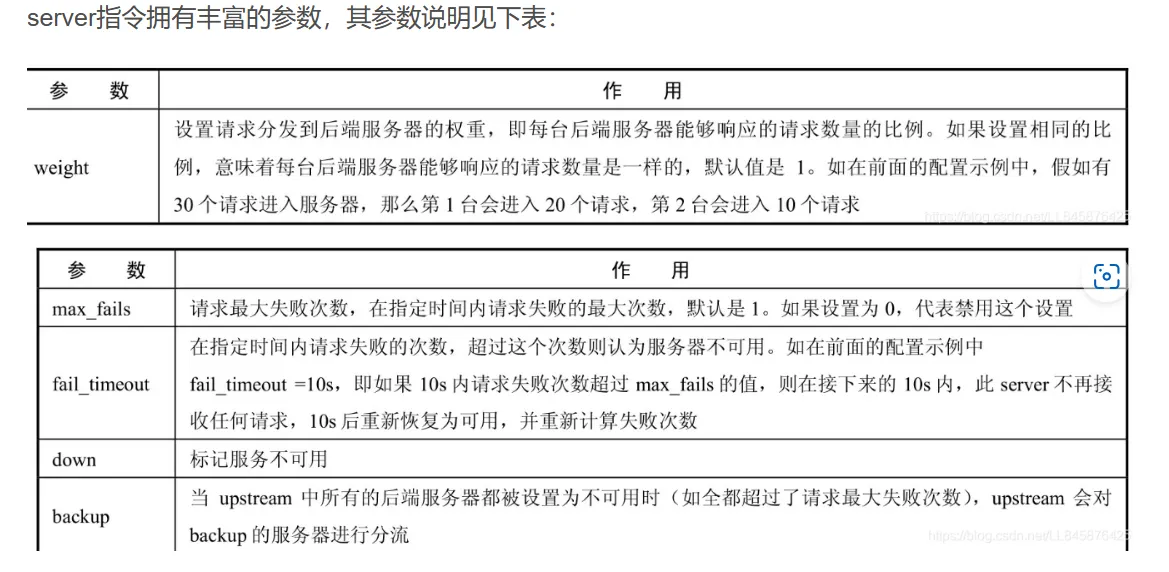 server指令拥有丰富的参数，其参数说明见下表：
参 数 作 用
设置请求分发到后端服务器的权重，即每台后端服务器能够响应的请求数量的比例。如果设置相同的比
weight 例，意味着每台后端服务器能够响应的请求数量是一样的，默认值是 1。如在前面的配置示例中，假如有
30 个请求进入服务器，那么第 1 台会进入 20 个请求，第 2 台会进入 10 个请求
参 数 作 用
max_fails 请求最大失败次数，在指定时间内请求失败的最大次数，默认是 1。如果设置为 0，代表禁用这个设置
在指定时间内请求失败的次数，超过这个次数则认为服务器不可用。如在前面的配置示例中
fail_timeout fail_timeout =10s，即如果 10s 内请求失败次数超过 max_fails 的值，则在接下来的 10s 内，此 server 不再接
收任何请求，10s 后重新恢复为可用，并重新计算失败次数
down 标记服务不可用
当 upstream 中所有的后端服务器都被设置为不可用时（如全都超过了请求最大失败次数），upstream 会对
backup backup 的服务器进行分流